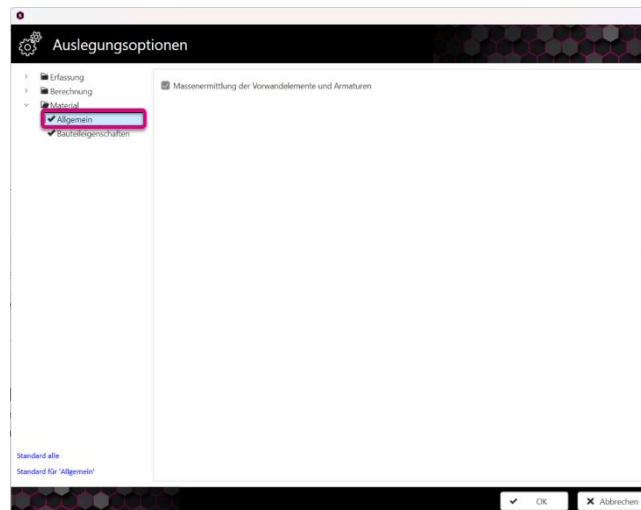 Auslegungsoptionen
Erfassung
Berechnung
Material
Allgemein
Bauteileigenschaften
Massenermittlung der Vorwandelemente und Armaturen
Standard alle
Standard für 'Allgemein'
OK
Abbrechen